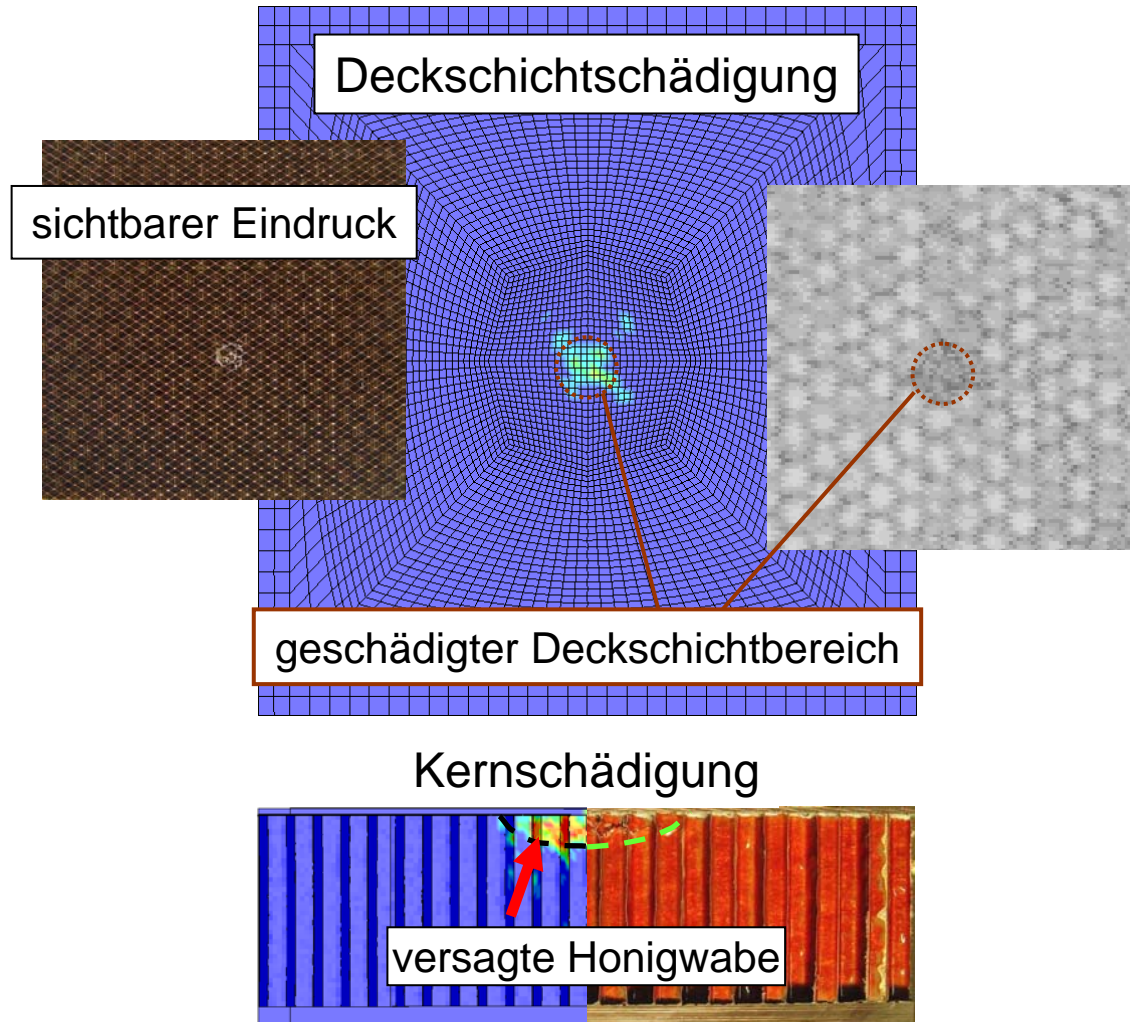 Deckschichtschädigung
sichtbarer Eindruck
geschädigter Deckschichtbereich
Kernschädigung
versagte Honigwabe